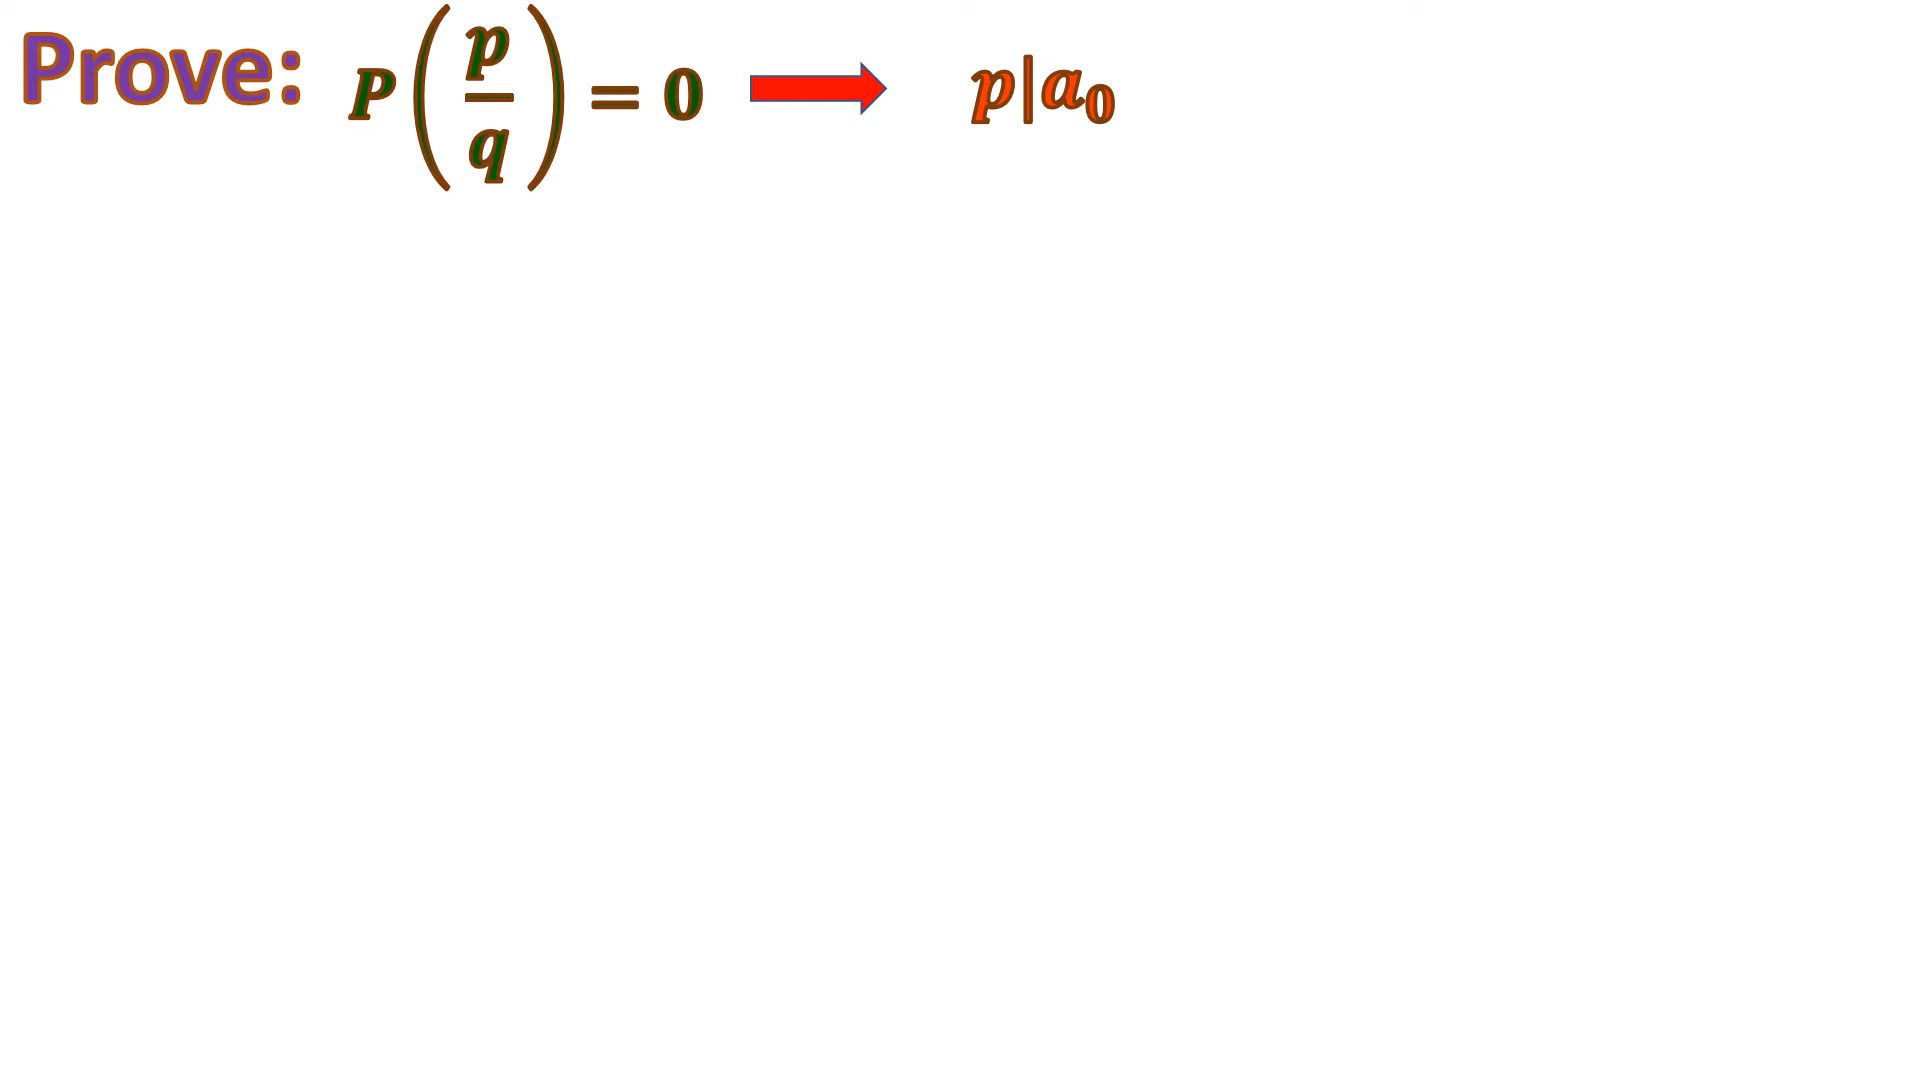 Prove: P(p/q) = 0 p|a₀